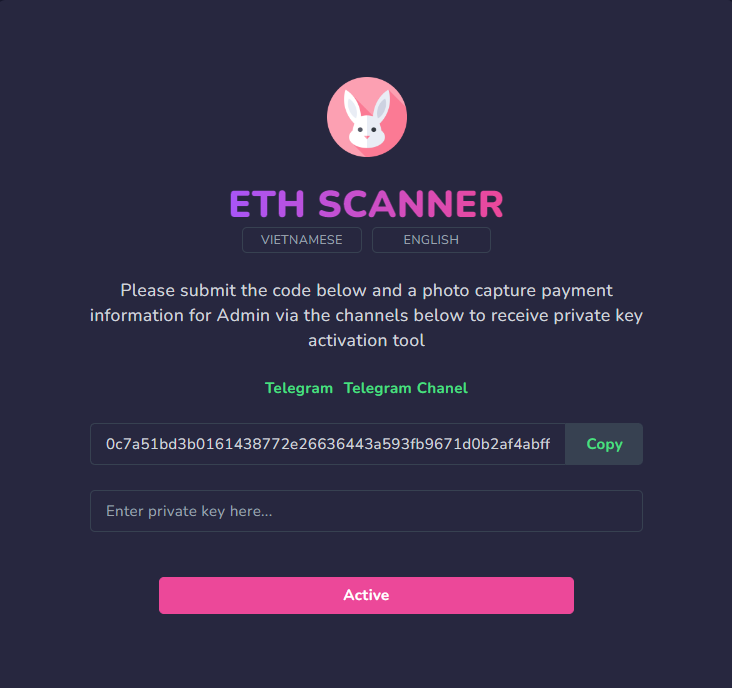 ETH SCANNER
VIETNAMESE ENGLISH
Please submit the code below and a photo capture payment
information for Admin via the channels below to receive private key
activation tool
Telegram Telegram Chanel
0c7a51bd3b0161438772e26636443a593fb9671d0b2af4abff Copy
Enter private key here...
Active